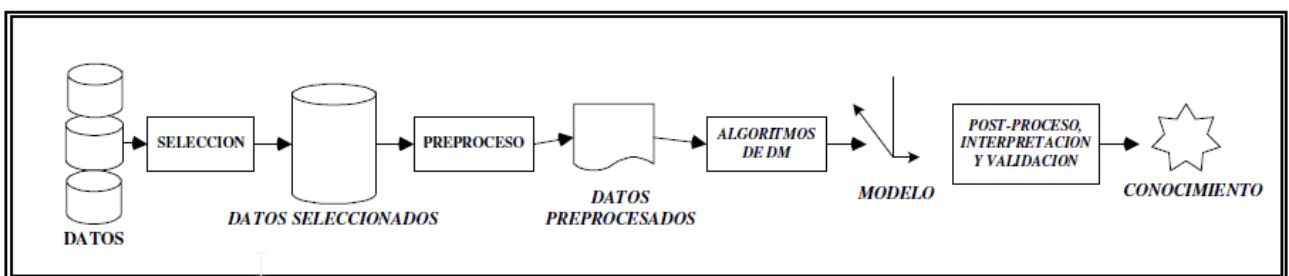 DATOS
SELECCION
DATOS SELECCIONADOS
PREPROCESO
DATOS
PREPROCESADOS
ALGORITMOS
DE DM
MODELO
POST-PROCESO,
INTERPRETACION
Y VALIDACION
CONOCIMIENTO